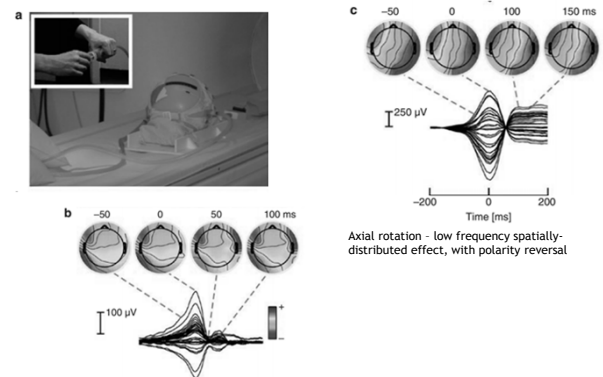 a
c
-50 0 100 150 ms
250 µV
-200 0 200
Time [ms]
Axial rotation – low frequency spatially-
distributed effect, with polarity reversal
b
-50 0 50 100 ms
100 µV
+
-